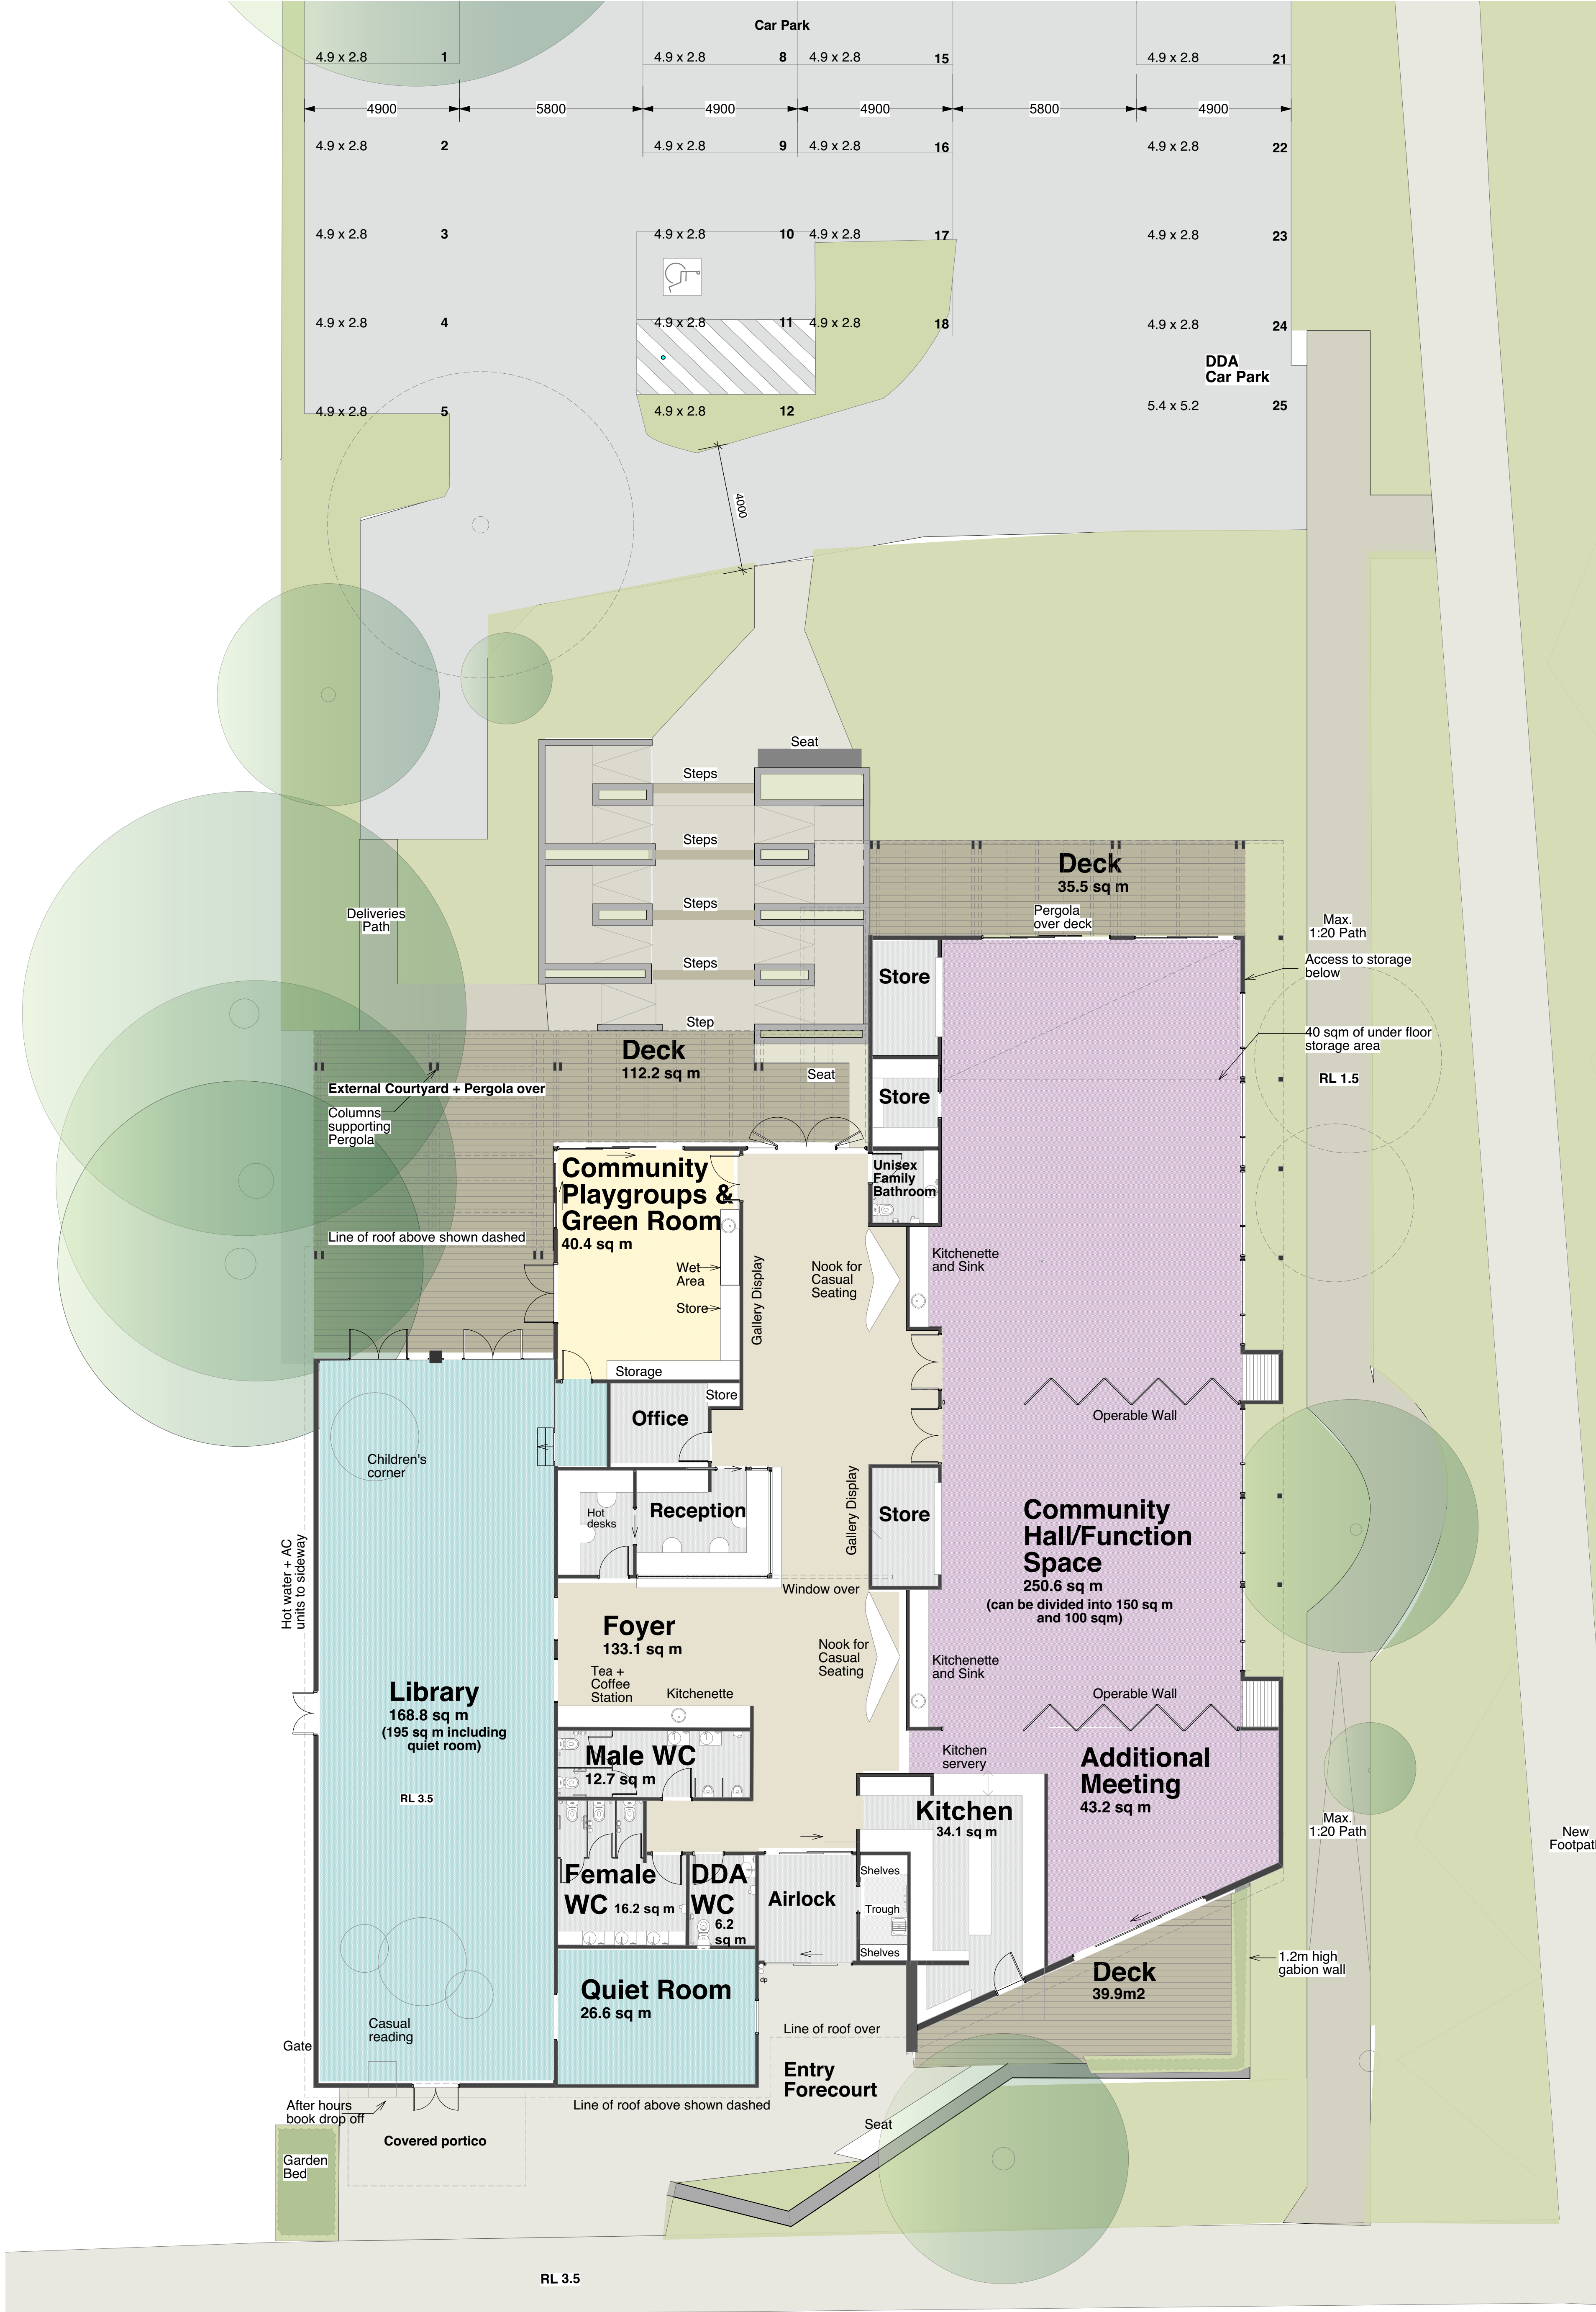 Car Park
4.9 x 2.8 1 4.9 x 2.8 8 4.9 x 2.8 15 4.9 x 2.8 21
4900 5800 4900 4900 5800 4900
4.9 x 2.8 2 4.9 x 2.8 9 4.9 x 2.8 16 4.9 x 2.8 22
4.9 x 2.8 3 4.9 x 2.8 10 4.9 x 2.8 17 4.9 x 2.8 23
4.9 x 2.8 4 4.9 x 2.8 11 4.9 x 2.8 18 4.9 x 2.8 24
DDA
Car Park
4.9 x 2.8 5 4.9 x 2.8 12 5.4 x 5.2 25
4000
Seat
Steps
Steps
Steps
Steps
Step
Deck
35.5 sq m
Pergola
over deck
Deliveries
Path
Max.
1:20 Path
Access to storage
below
40 sqm of under floor
storage area
RL 1.5
Store
Store
Deck
112.2 sq m
Seat
External Courtyard + Pergola over
Columns
supporting
Pergola
Line of roof above shown dashed
Community
Playgroups &
Green Room
40.4 sq m
Wet
Area
Store
Storage
Unisex
Family
Bathroom
Gallery Display
Nook for
Casual
Seating
Kitchenette
and Sink
Operable Wall
Store
Office
Children's
corner
Hot
desks
Reception
Gallery Display
Store
Community
Hall/Function
Space
250.6 sq m
(can be divided into 150 sq m
and 100 sqm)
Hot water + AC
units to sideway
Window over
Foyer
133.1 sq m
Tea +
Coffee
Station
Kitchenette
Nook for
Casual
Seating
Kitchenette
and Sink
Operable Wall
Library
168.8 sq m
(195 sq m including
quiet room)
RL 3.5
Male WC
12.7 sq m
Kitchen
servery
Additional
Meeting
43.2 sq m
Kitchen
34.1 sq m
Max.
1:20 Path
New
Footpath
Female
WC 16.2 sq m
DDA
WC
6.2
sq m
Airlock
Shelves
Trough
Shelves
dp
Quiet Room
26.6 sq m
Deck
39.9m2
1.2m high
gabion wall
Casual
reading
Gate
Line of roof over
Entry
Forecourt
After hours
book drop off
Line of roof above shown dashed
Seat
Covered portico
Garden
Bed
RL 3.5